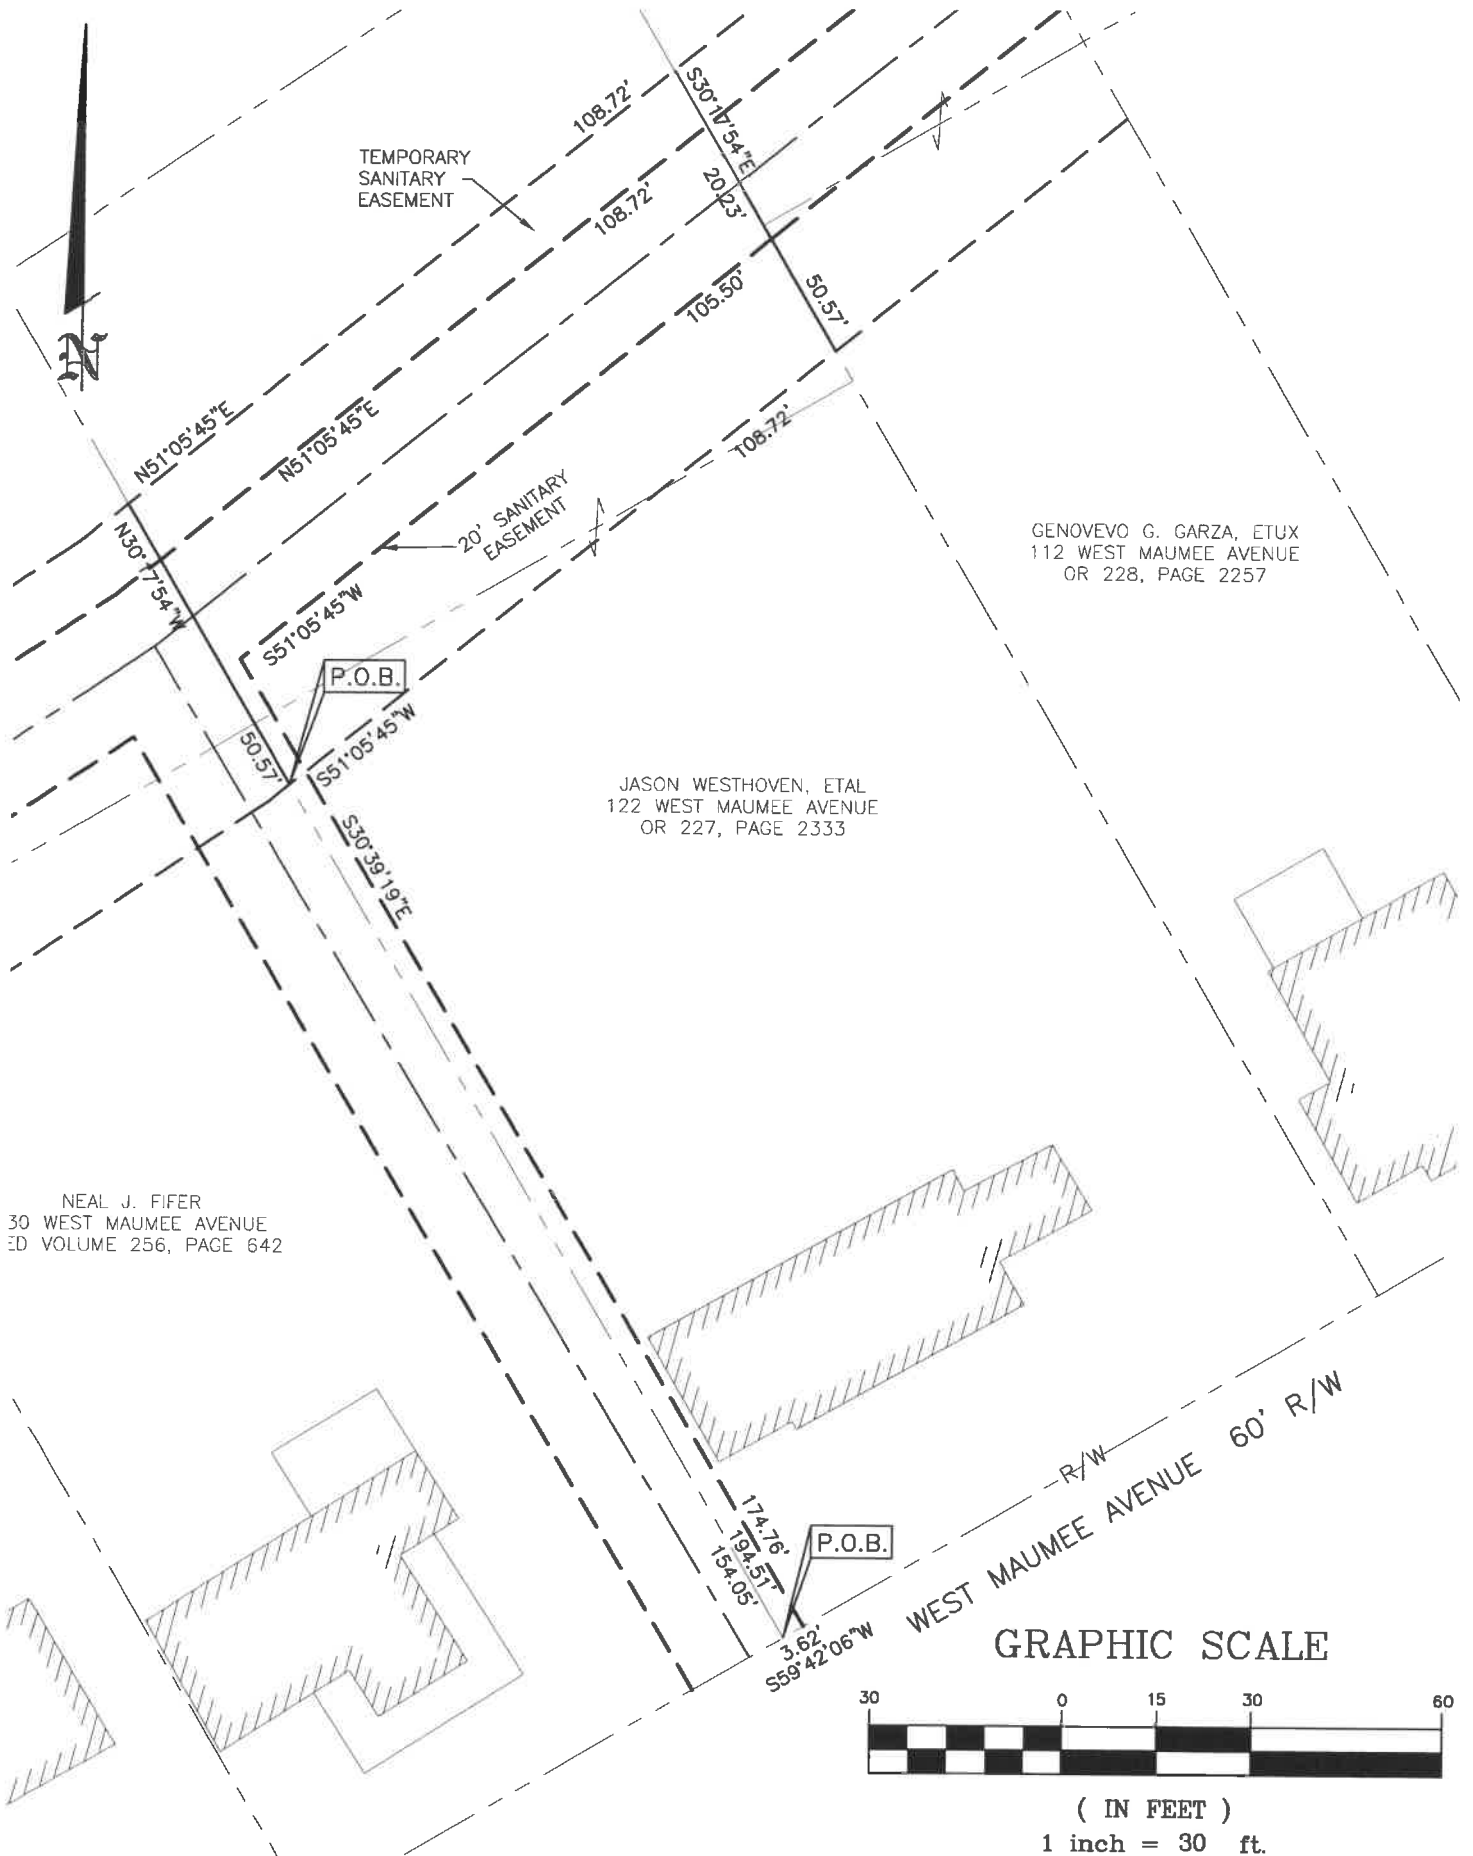 108.72'
S30°17'54"E
20.23'
TEMPORARY
SANITARY
EASEMENT
108.72'
105.50'
50.57'
N
N51°05'45"E
N51°05'45"E
108.72'
20' SANITARY
EASEMENT
N30°17'54"W
S51°05'45"W
GENOVEVO G. GARZA, ETUX
112 WEST MAUMEE AVENUE
OR 228, PAGE 2257
P.O.B.
50.57'
S51°05'45"W
JASON WESTHOVEN, ETAL
122 WEST MAUMEE AVENUE
OR 227, PAGE 2333
S30°39'19"E
NEAL J. FIFER
30 WEST MAUMEE AVENUE
ED VOLUME 256, PAGE 642
R/W
WEST MAUMEE AVENUE 60' R/W
174.76'
194.51'
154.05'
P.O.B.
3.62'
S59°42'06"W
GRAPHIC SCALE
30 0 15 30 60
( IN FEET )
1 inch = 30 ft.